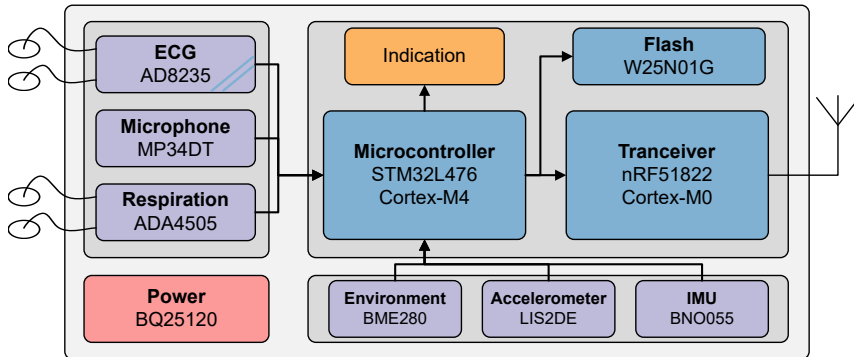 ECG
AD8235
Microphone
MP34DT
Respiration
ADA4505
Power
BQ25120
Indication
Flash
W25N01G
Microcontroller
STM32L476
Cortex-M4
Tranceiver
nRF51822
Cortex-M0
Environment
BME280
Accelerometer
LIS2DE
IMU
BNO055